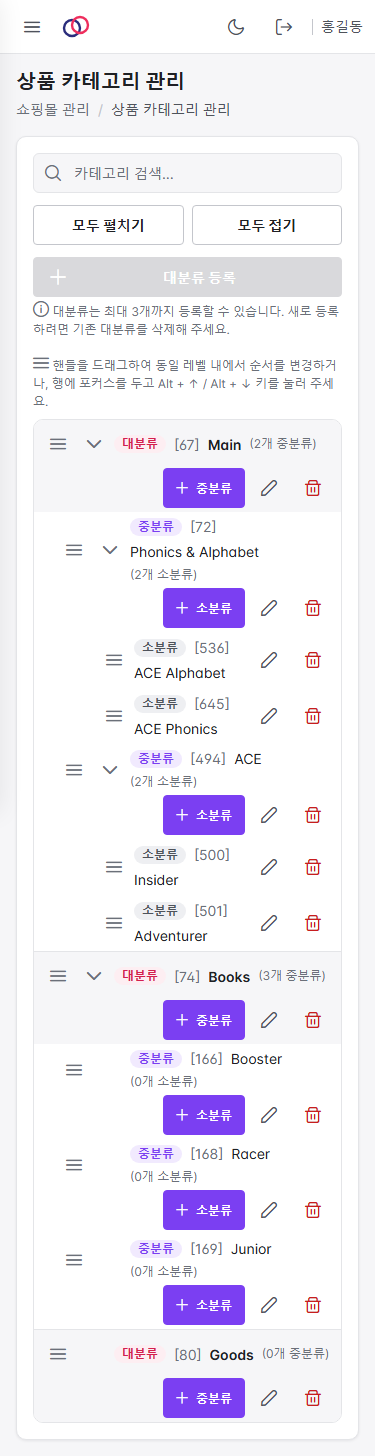 홍길동
상품 카테고리 관리
쇼핑몰 관리 / 상품 카테고리 관리
카테고리 검색...
모두 펼치기 모두 접기
대분류 등록
대분류는 최대 3개까지 등록할 수 있습니다. 새로 등록
하려면 기존 대분류를 삭제해 주세요.
핸들을 드래그하여 동일 레벨 내에서 순서를 변경하거
나, 행에 포커스를 두고 Alt + ↑ / Alt + ↓ 키를 눌러 주세
요.
대분류 [67] Main (2개 중분류)
중분류
중분류 [72]
Phonics & Alphabet
(2개 소분류)
소분류
소분류 [536]
ACE Alphabet
소분류 [645]
ACE Phonics
중분류 [494] ACE
(2개 소분류)
소분류
소분류 [500]
Insider
소분류 [501]
Adventurer
대분류 [74] Books (3개 중분류)
중분류
중분류 [166] Booster
(0개 소분류)
소분류
중분류 [168] Racer
(0개 소분류)
소분류
중분류 [169] Junior
(0개 소분류)
소분류
대분류 [80] Goods (0개 중분류)
중분류